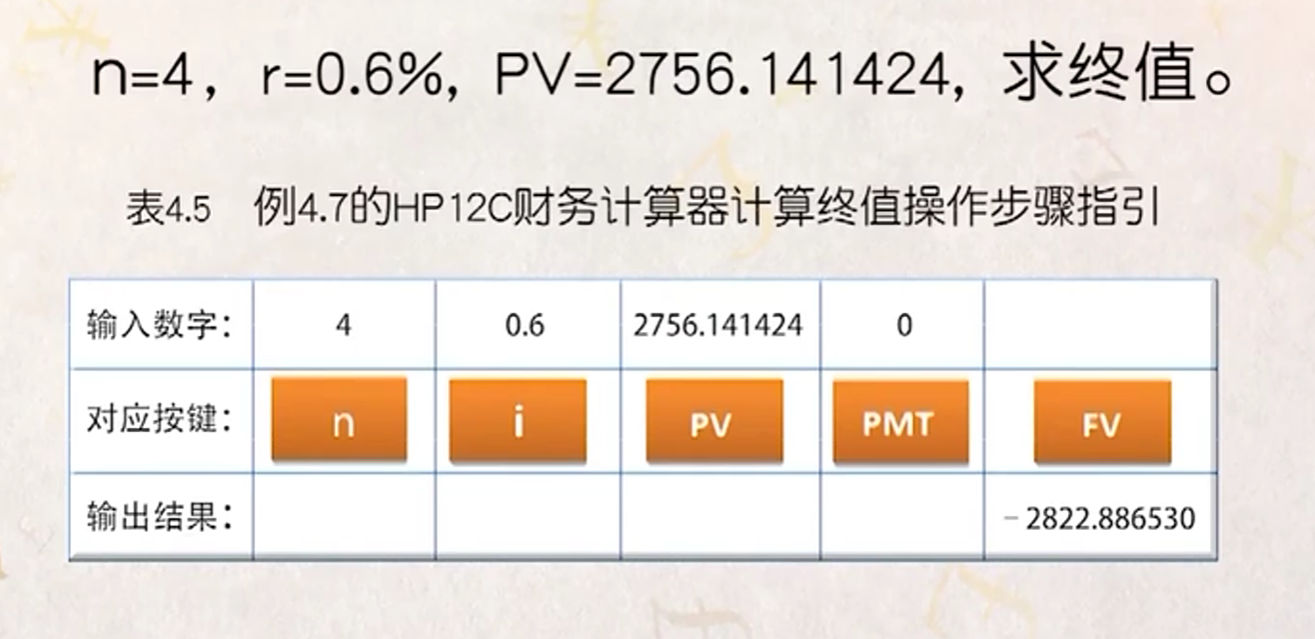 n=4，r=0.6%，PV=2756.141424，求终值。
表4.5 例4.7的HP12C财务计算器计算终值操作步骤指引
输入数字： 4 0.6 2756.141424 0
对应按键： n i PV PMT FV
输出结果： －2822.886530